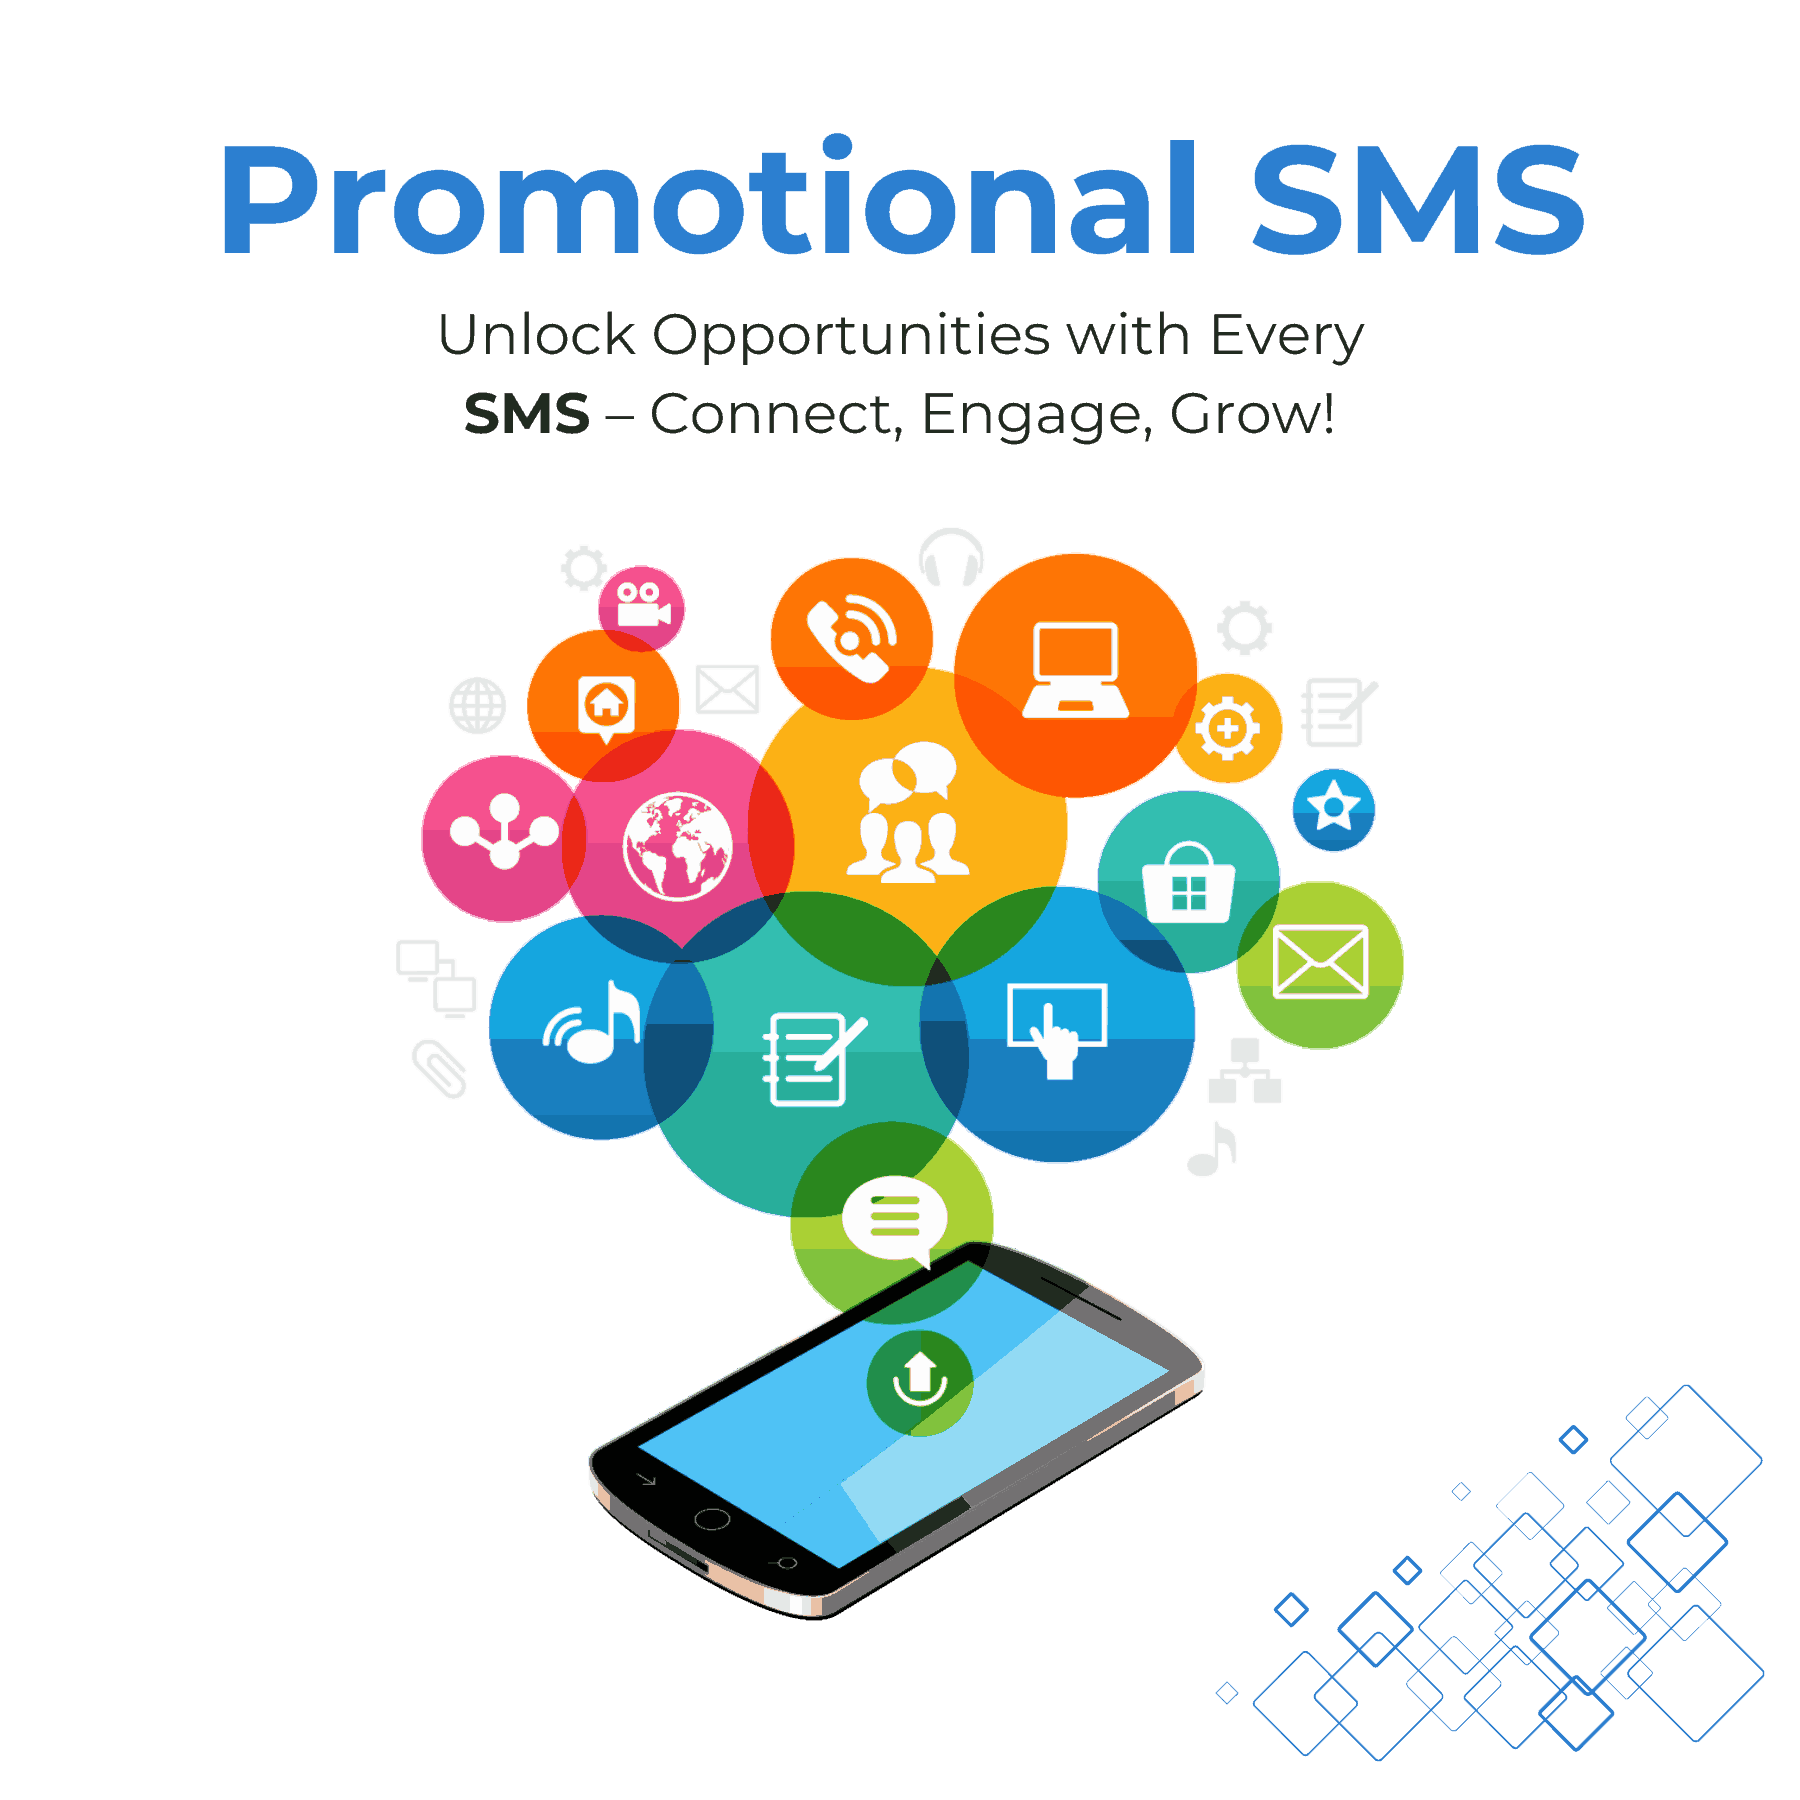 Promotional SMS
Unlock Opportunities with Every
SMS – Connect, Engage, Grow!